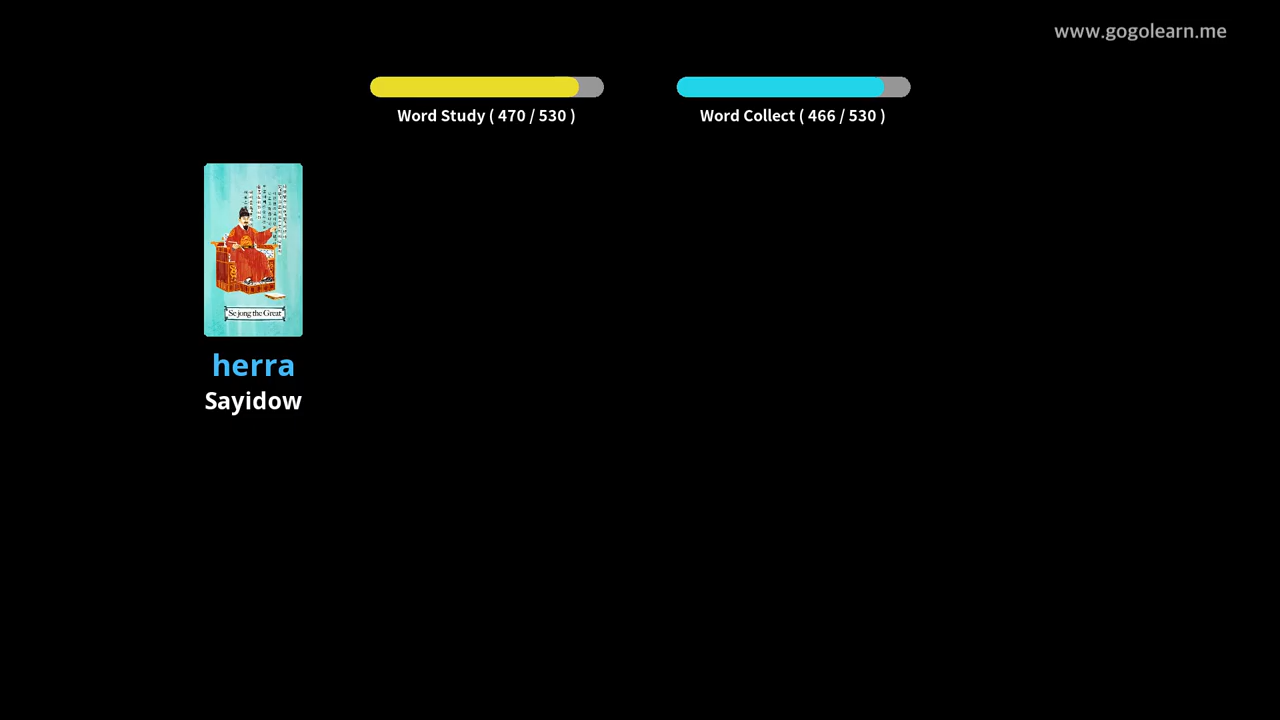 www.gogolearn.me
Word Study ( 470 / 530 )
Word Collect ( 466 / 530 )
Se jong the Great
herra
Sayidow